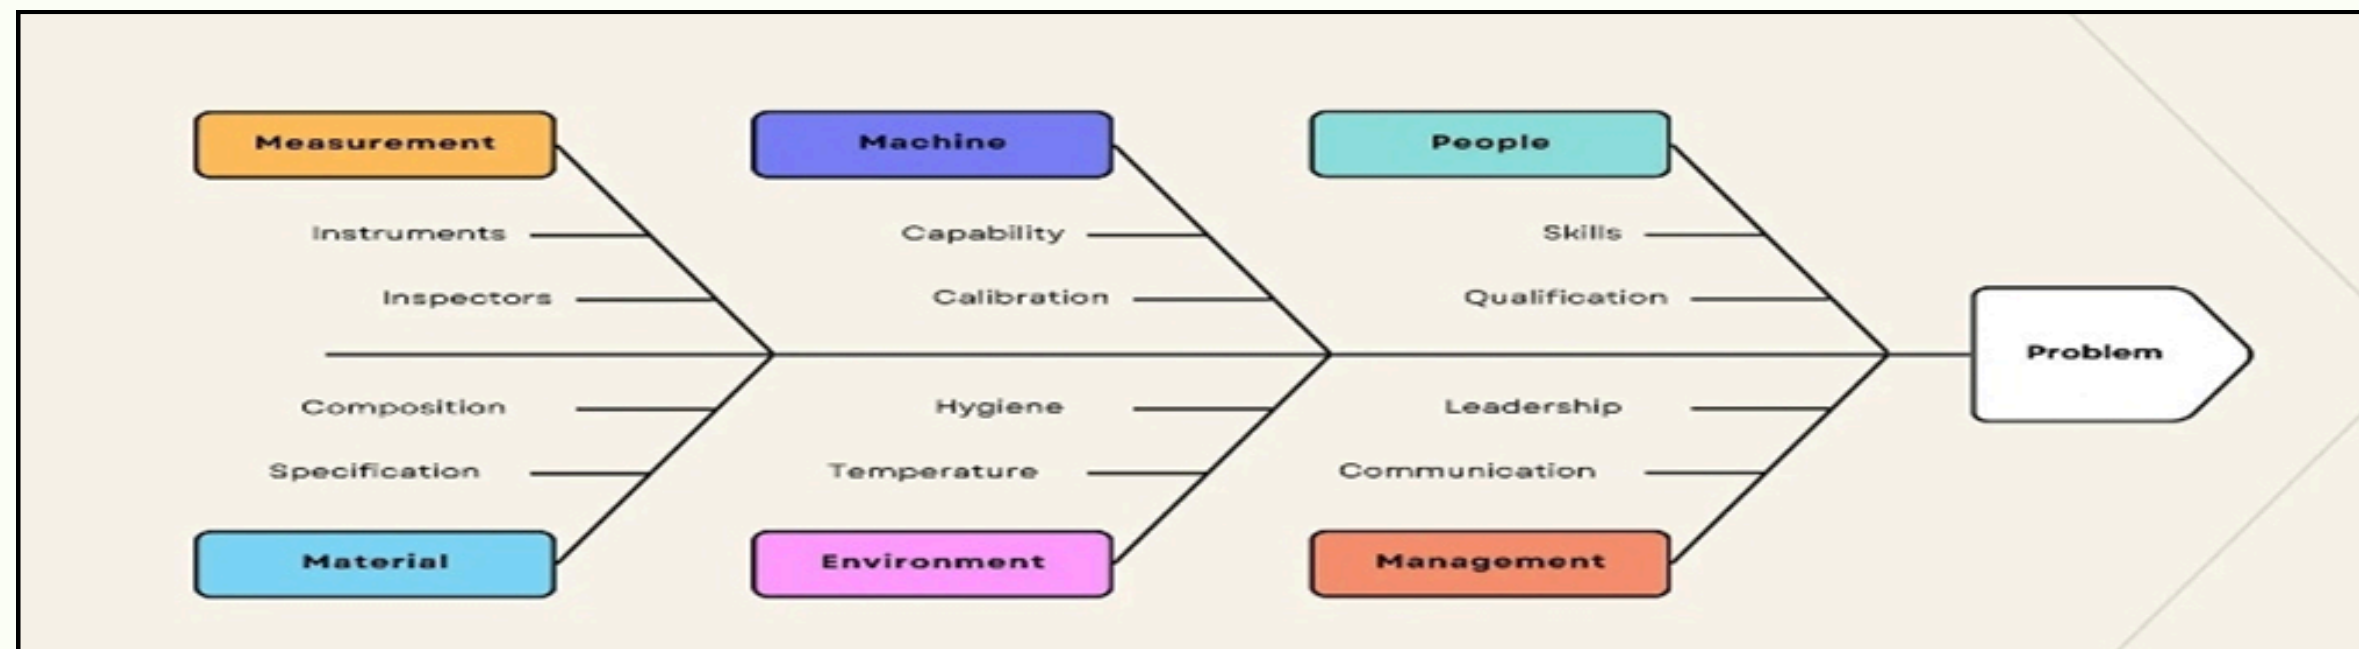 Measurement
Machine
People
Instruments
Capability
Skills
Inspectors
Calibration
Qualification
Problem
Composition
Hygiene
Leadership
Specification
Temperature
Communication
Material
Environment
Management